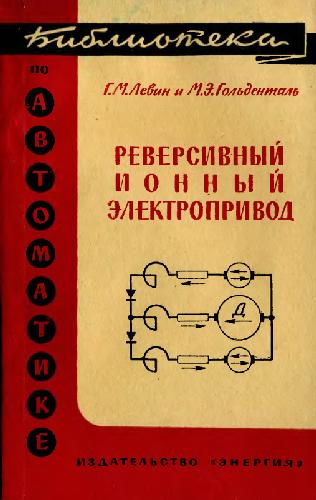 Библиотека
по
АВТОМАТИКЕ
Г.М.Левин и М.Э.Гольденталь
РЕВЕРСИВНЫЙ
ИОННЫЙ
ЭЛЕКТРОПРИВОД
Д
ИЗДАТЕЛЬСТВО «ЭНЕРГИЯ»